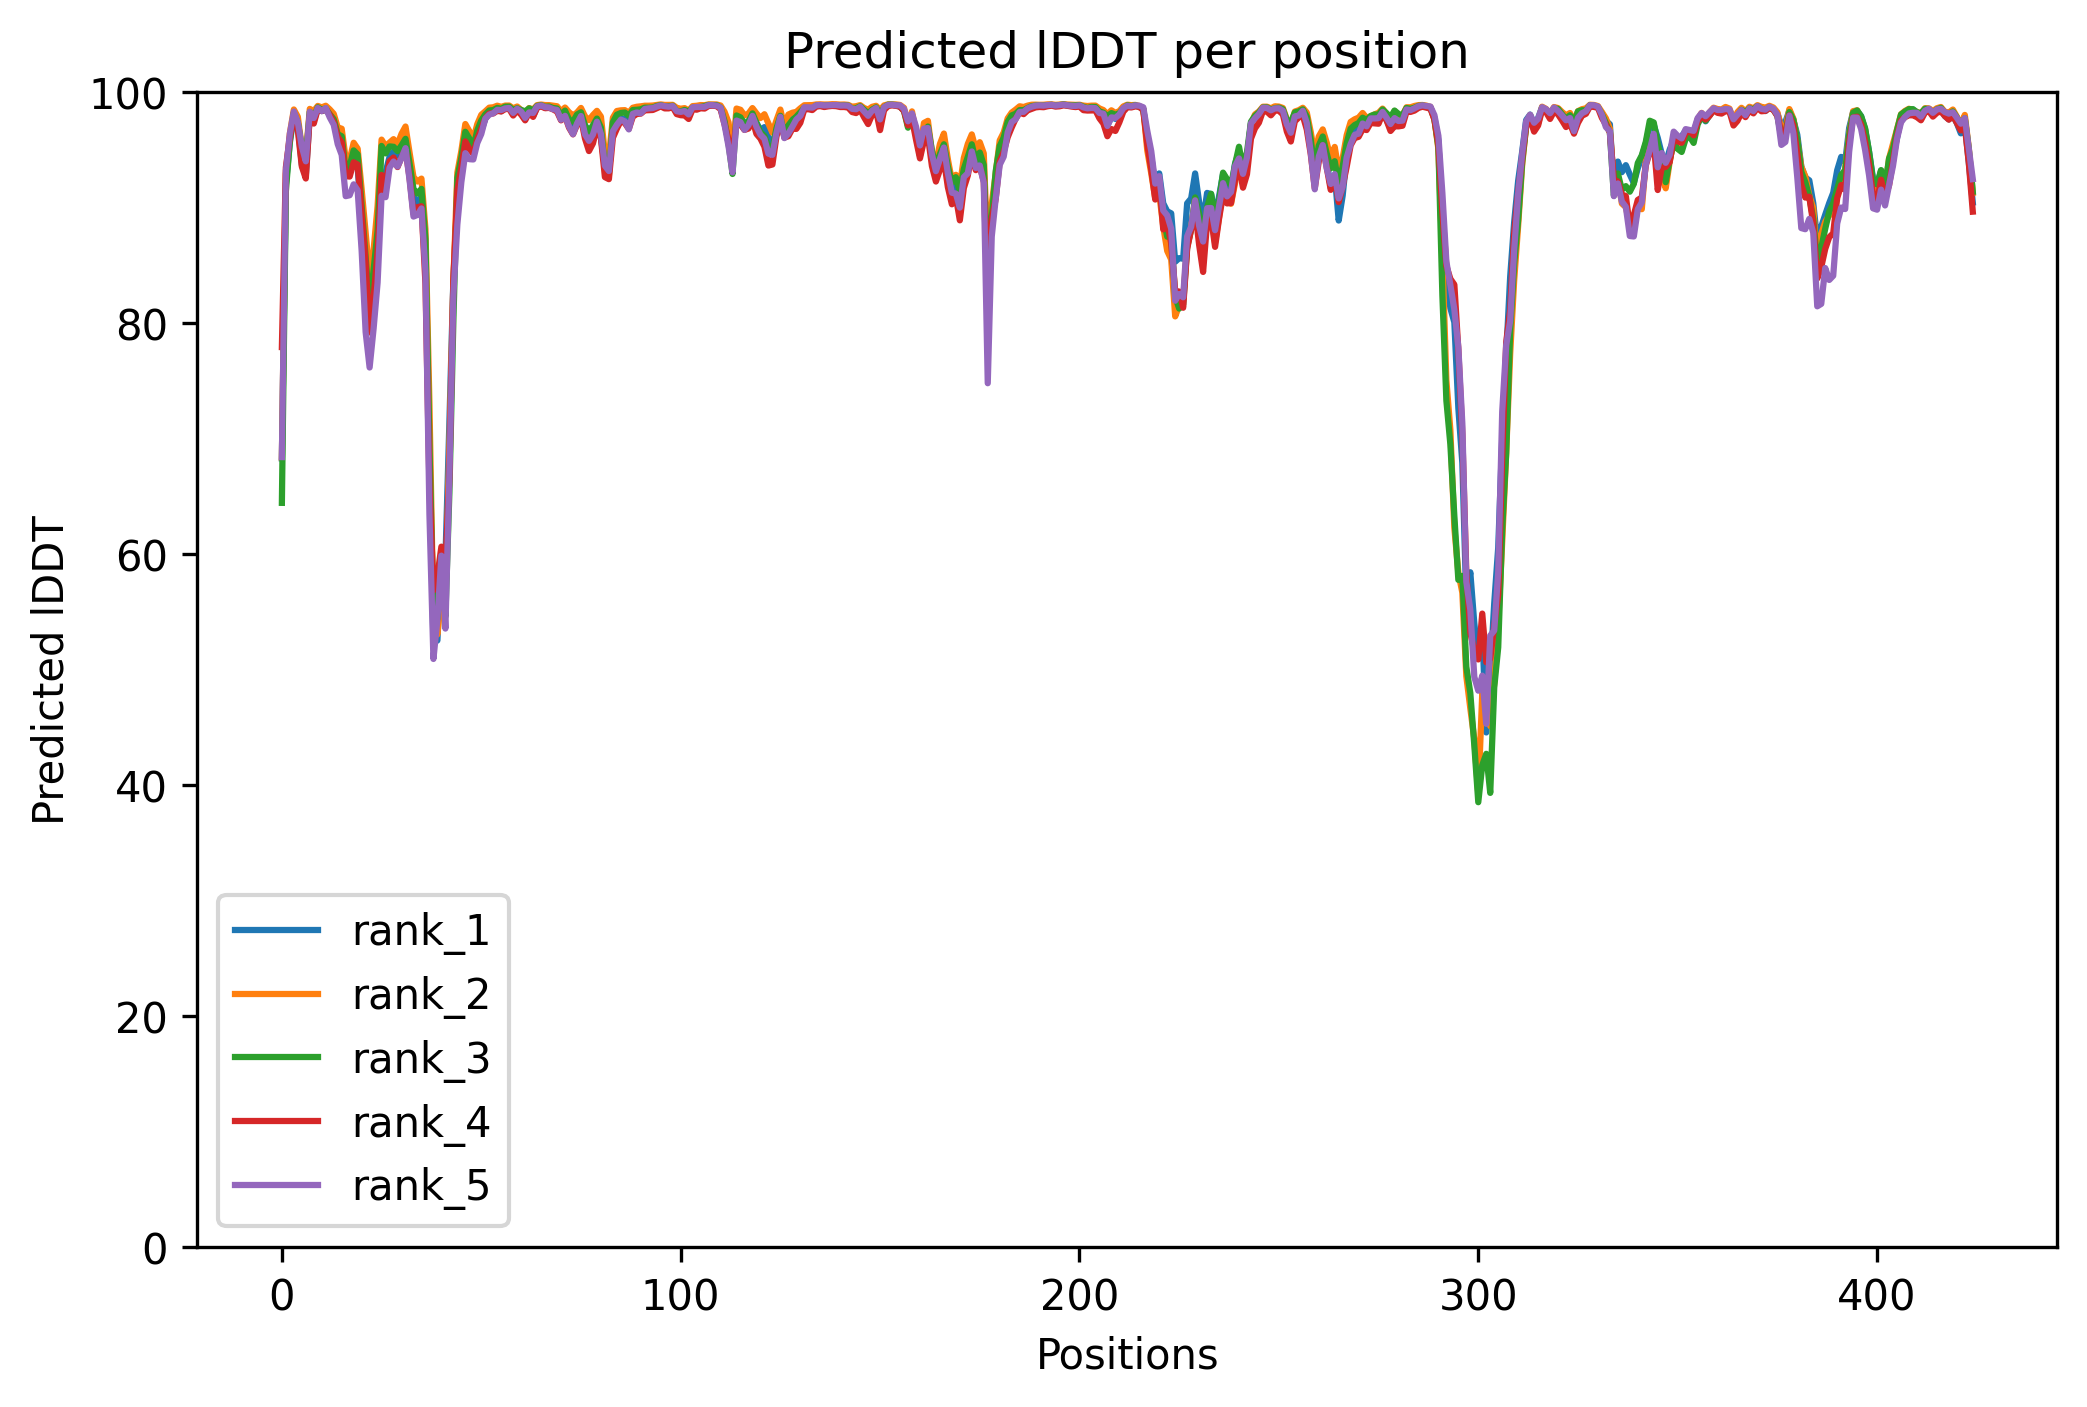 Predicted lDDT per position
100
80
60
40
20
0
Predicted lDDT
rank_1
rank_2
rank_3
rank_4
rank_5
0 100 200 300 400
Positions